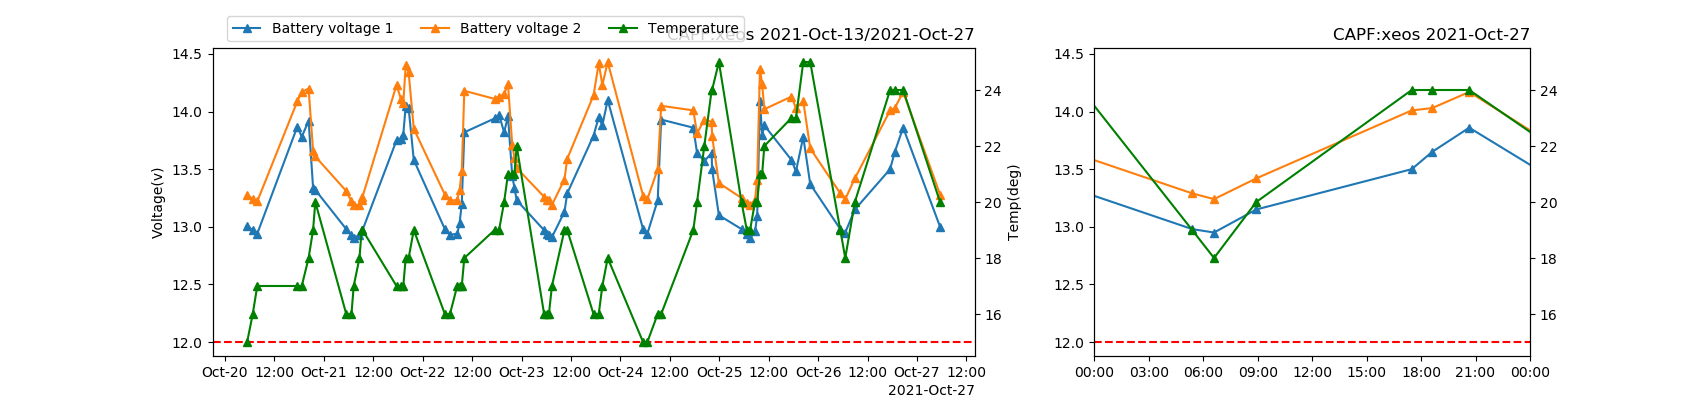 Battery voltage 1 Battery voltage 2 Temperature
CAPF:xeos 2021-Oct-13/2021-Oct-27
CAPF:xeos 2021-Oct-27
14.5
14.0
13.5
13.0
12.5
12.0
Voltage(v)
24
22
20
18
16
Temp(deg)
Oct-20 12:00 Oct-21 12:00 Oct-22 12:00 Oct-23 12:00 Oct-24 12:00 Oct-25 12:00 Oct-26 12:00 Oct-27 12:00
2021-Oct-27
14.5
14.0
13.5
13.0
12.5
12.0
24
22
20
18
16
00:00 03:00 06:00 09:00 12:00 15:00 18:00 21:00 00:00